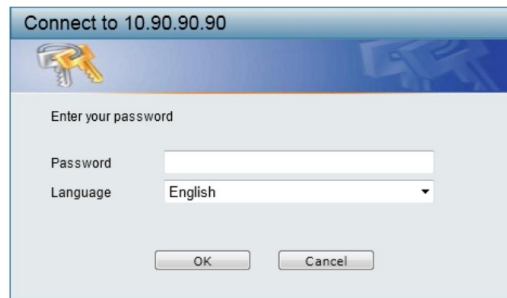 Connect to 10.90.90.90
Enter your password
Password
Language English
OK Cancel